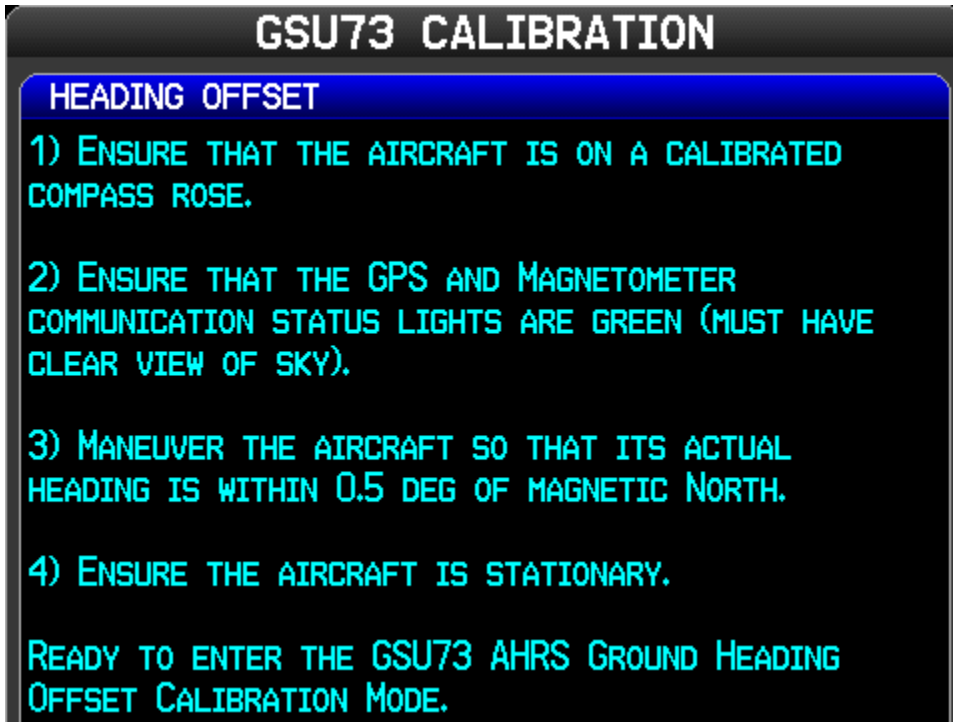 GSU73 CALIBRATION
HEADING OFFSET
1) ENSURE THAT THE AIRCRAFT IS ON A CALIBRATED
COMPASS ROSE.
2) ENSURE THAT THE GPS AND MAGNETOMETER
COMMUNICATION STATUS LIGHTS ARE GREEN (MUST HAVE
CLEAR VIEW OF SKY).
3) MANEUVER THE AIRCRAFT SO THAT ITS ACTUAL
HEADING IS WITHIN 0.5 DEG OF MAGNETIC NORTH.
4) ENSURE THE AIRCRAFT IS STATIONARY.
READY TO ENTER THE GSU73 AHRS GROUND HEADING
OFFSET CALIBRATION MODE.